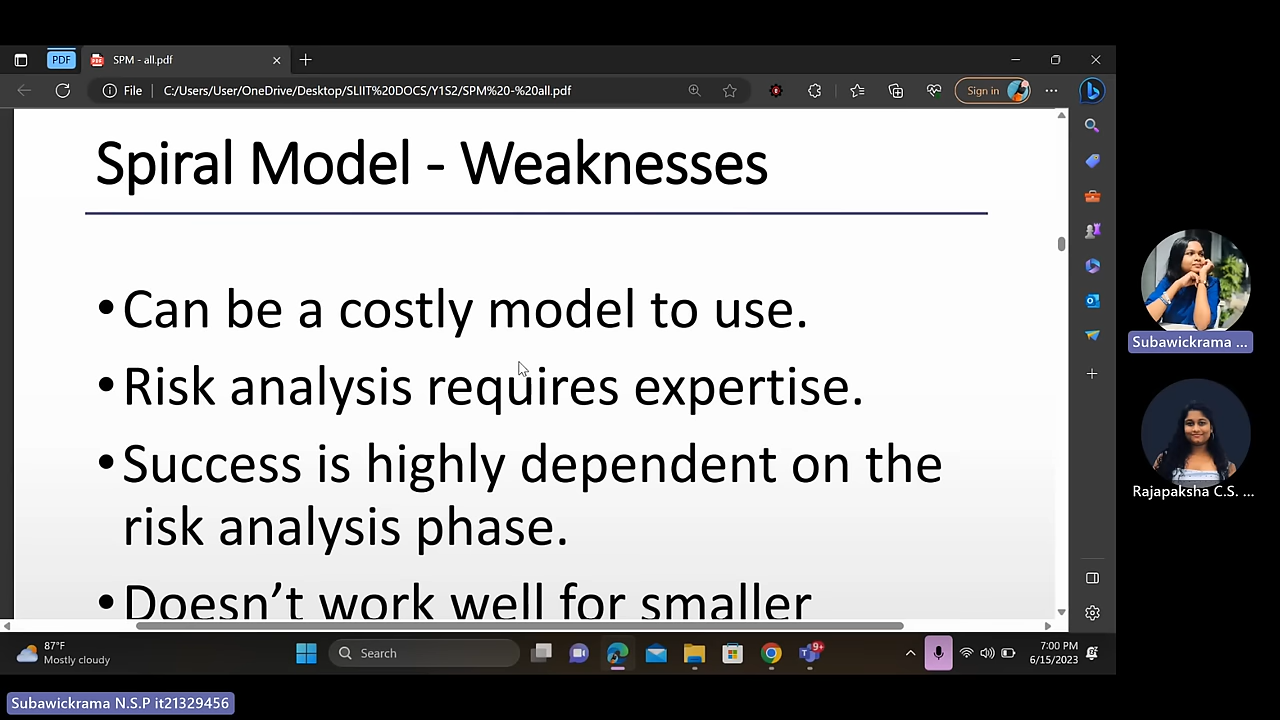 PDF
SPM - all.pdf
File
C:/Users/User/OneDrive/Desktop/SLIIT%20DOCS/Y1S2/SPM%20-%20all.pdf
Sign in
Spiral Model - Weaknesses
•Can be a costly model to use.
•Risk analysis requires expertise.
•Success is highly dependent on the
risk analysis phase.
•Doesn’t work well for smaller
Subawickrama ...
Rajapaksha C.S. ...
87°F
Mostly cloudy
Search
9+
7:00 PM
6/15/2023
Subawickrama N.S.P it21329456